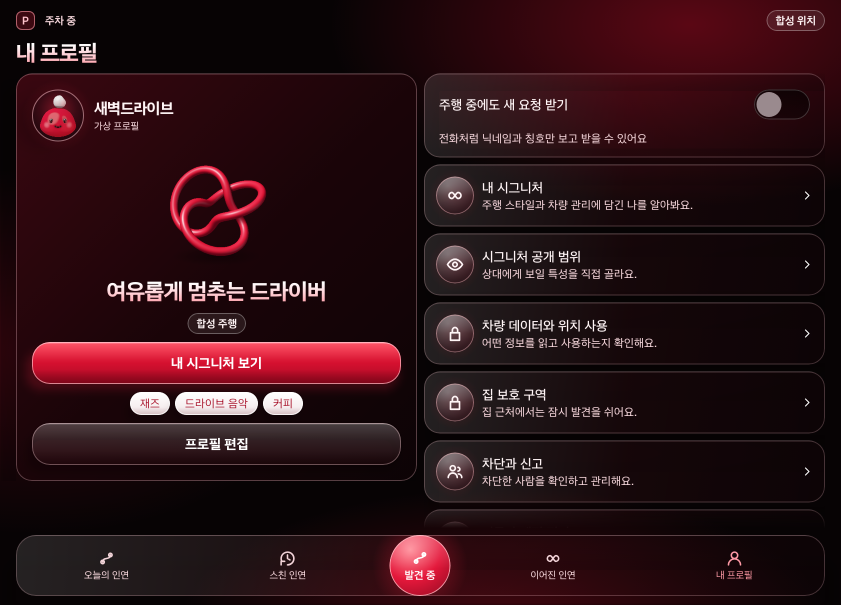 P 주차 중
합성 위치
내 프로필
새벽드라이브
가상 프로필
여유롭게 멈추는 드라이버
합성 주행
내 시그니처 보기
재즈 드라이브 음악 커피
프로필 편집
주행 중에도 새 요청 받기
전화처럼 닉네임과 칭호만 보고 받을 수 있어요
내 시그니처
주행 스타일과 차량 관리에 담긴 나를 알아봐요.
시그니처 공개 범위
상대에게 보일 특성을 직접 골라요.
차량 데이터와 위치 사용
어떤 정보를 읽고 사용하는지 확인해요.
집 보호 구역
집 근처에서는 잠시 발견을 쉬어요.
차단과 신고
차단한 사람을 확인하고 관리해요.
오늘의 인연
스친 인연
발견 중
이어진 인연
내 프로필